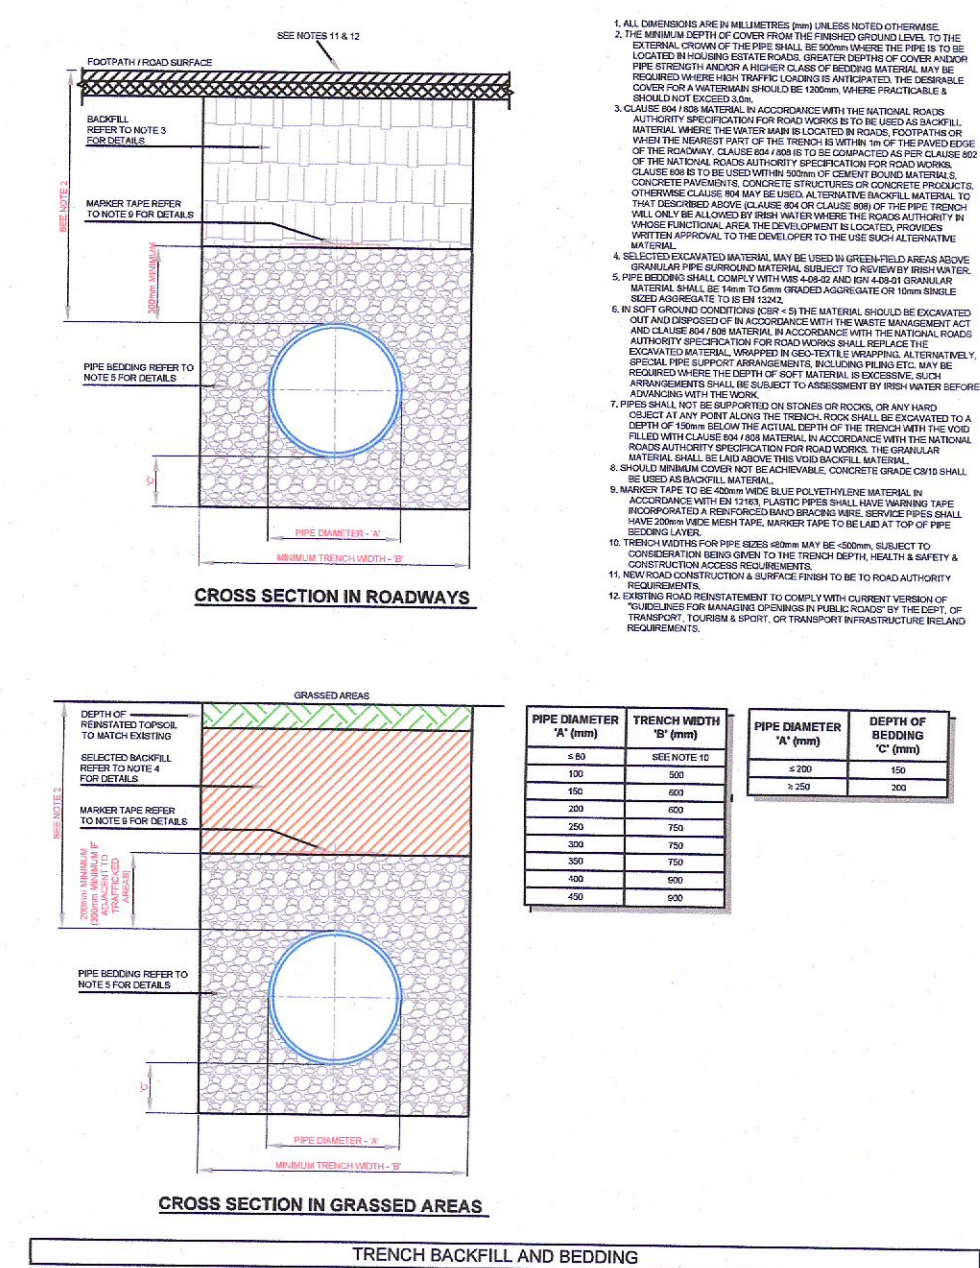 SEE NOTES 11 & 12
FOOTPATH / ROAD SURFACE
BACKFILL
REFER TO NOTE 3
FOR DETAILS
SEE NOTE 2
MARKER TAPE REFER
TO NOTE 9 FOR DETAILS
300mm MINIMUM
PIPE BEDDING REFER TO
NOTE 5 FOR DETAILS
'C'
PIPE DIAMETER - 'A'
MINIMUM TRENCH WIDTH - 'B'
CROSS SECTION IN ROADWAYS
1. ALL DIMENSIONS ARE IN MILLIMETRES (mm) UNLESS NOTED OTHERWISE.
2. THE MINIMUM DEPTH OF COVER FROM THE FINISHED GROUND LEVEL TO THE
EXTERNAL CROWN OF THE PIPE SHALL BE 900mm WHERE THE PIPE IS TO BE
LOCATED IN HOUSING ESTATE ROADS. GREATER DEPTHS OF COVER AND/OR
PIPE STRENGTH AND/OR A HIGHER CLASS OF BEDDING MATERIAL MAY BE
REQUIRED WHERE HIGH TRAFFIC LOADING IS ANTICIPATED. THE DESIRABLE
COVER FOR A WATERMAIN SHOULD BE 1200mm, WHERE PRACTICABLE &
SHOULD NOT EXCEED 3.0m.
3. CLAUSE 804 / 808 MATERIAL IN ACCORDANCE WITH THE NATIONAL ROADS
AUTHORITY SPECIFICATION FOR ROAD WORKS IS TO BE USED AS BACKFILL
MATERIAL WHERE THE WATER MAIN IS LOCATED IN ROADS, FOOTPATHS OR
WHEN THE NEAREST PART OF THE TRENCH IS WITHIN 1m OF THE PAVED EDGE
OF THE ROADWAY. CLAUSE 804 / 808 IS TO BE COMPACTED AS PER CLAUSE 802
OF THE NATIONAL ROADS AUTHORITY SPECIFICATION FOR ROAD WORKS.
CLAUSE 808 IS TO BE USED WITHIN 500mm OF CEMENT BOUND MATERIALS,
CONCRETE PAVEMENTS, CONCRETE STRUCTURES OR CONCRETE PRODUCTS,
OTHERWISE CLAUSE 804 MAY BE USED. ALTERNATIVE BACKFILL MATERIAL TO
THAT DESCRIBED ABOVE (CLAUSE 804 OR CLAUSE 808) OF THE PIPE TRENCH
WILL ONLY BE ALLOWED BY IRISH WATER WHERE THE ROADS AUTHORITY IN
WHOSE FUNCTIONAL AREA THE DEVELOPMENT IS LOCATED, PROVIDES
WRITTEN APPROVAL TO THE DEVELOPER TO THE USE SUCH ALTERNATIVE
MATERIAL.
4. SELECTED EXCAVATED MATERIAL MAY BE USED IN GREEN-FIELD AREAS ABOVE
GRANULAR PIPE SURROUND MATERIAL SUBJECT TO REVIEW BY IRISH WATER.
5. PIPE BEDDING SHALL COMPLY WITH WIS 4-08-02 AND IGN 4-08-01 GRANULAR
MATERIAL SHALL BE 14mm TO 5mm GRADED AGGREGATE OR 10mm SINGLE
SIZED AGGREGATE TO IS EN 13242.
6. IN SOFT GROUND CONDITIONS (CBR < 5) THE MATERIAL SHOULD BE EXCAVATED
OUT AND DISPOSED OF IN ACCORDANCE WITH THE WASTE MANAGEMENT ACT
AND CLAUSE 804 / 808 MATERIAL IN ACCORDANCE WITH THE NATIONAL ROADS
AUTHORITY SPECIFICATION FOR ROAD WORKS SHALL REPLACE THE
EXCAVATED MATERIAL, WRAPPED IN GEO-TEXTILE WRAPPING. ALTERNATIVELY,
SPECIAL PIPE SUPPORT ARRANGEMENTS, INCLUDING PILING ETC. MAY BE
REQUIRED WHERE THE DEPTH OF SOFT MATERIAL IS EXCESSIVE. SUCH
ARRANGEMENTS SHALL BE SUBJECT TO ASSESSMENT BY IRISH WATER BEFORE
ADVANCING WITH THE WORK.
7. PIPES SHALL NOT BE SUPPORTED ON STONES OR ROCKS, OR ANY HARD
OBJECT AT ANY POINT ALONG THE TRENCH. ROCK SHALL BE EXCAVATED TO A
DEPTH OF 150mm BELOW THE ACTUAL DEPTH OF THE TRENCH WITH THE VOID
FILLED WITH CLAUSE 804 / 808 MATERIAL IN ACCORDANCE WITH THE NATIONAL
ROADS AUTHORITY SPECIFICATION FOR ROAD WORKS. THE GRANULAR
MATERIAL SHALL BE LAID ABOVE THIS VOID BACKFILL MATERIAL.
8. SHOULD MINIMUM COVER NOT BE ACHIEVABLE, CONCRETE GRADE C8/10 SHALL
BE USED AS BACKFILL MATERIAL.
9. MARKER TAPE TO BE 400mm WIDE BLUE POLYETHYLENE MATERIAL IN
ACCORDANCE WITH EN 12163, PLASTIC PIPES SHALL HAVE WARNING TAPE
INCORPORATED A REINFORCED BAND BRACING WIRE. SERVICE PIPES SHALL
HAVE 200mm WIDE MESH TAPE, MARKER TAPE TO BE LAID AT TOP OF PIPE
BEDDING LAYER.
10. TRENCH WIDTHS FOR PIPE SIZES ≤80mm MAY BE <500mm, SUBJECT TO
CONSIDERATION BEING GIVEN TO THE TRENCH DEPTH, HEALTH & SAFETY &
CONSTRUCTION ACCESS REQUIREMENTS.
11. NEW ROAD CONSTRUCTION & SURFACE FINISH TO BE TO ROAD AUTHORITY
REQUIREMENTS.
12. EXISTING ROAD REINSTATEMENT TO COMPLY WITH CURRENT VERSION OF
"GUIDELINES FOR MANAGING OPENINGS IN PUBLIC ROADS" BY THE DEPT. OF
TRANSPORT, TOURISM & SPORT, OR TRANSPORT INFRASTRUCTURE IRELAND
REQUIREMENTS.
GRASSED AREAS
DEPTH OF
REINSTATED TOPSOIL
TO MATCH EXISTING
SELECTED BACKFILL
REFER TO NOTE 4
FOR DETAILS
SEE NOTE 2
MARKER TAPE REFER
TO NOTE 9 FOR DETAILS
200mm MINIMUM
(300mm MINIMUM IF
ADJACENT TO
TRAFFICKED
AREAS)
PIPE BEDDING REFER TO
NOTE 5 FOR DETAILS
'C'
PIPE DIAMETER - 'A'
MINIMUM TRENCH WIDTH - 'B'
CROSS SECTION IN GRASSED AREAS
PIPE DIAMETER 'A' (mm) TRENCH WIDTH 'B' (mm)
≤ 80 SEE NOTE 10
100 500
150 600
200 600
250 750
300 750
350 750
400 900
450 900
PIPE DIAMETER 'A' (mm) DEPTH OF BEDDING 'C' (mm)
≤ 200 150
≥ 250 200
TRENCH BACKFILL AND BEDDING